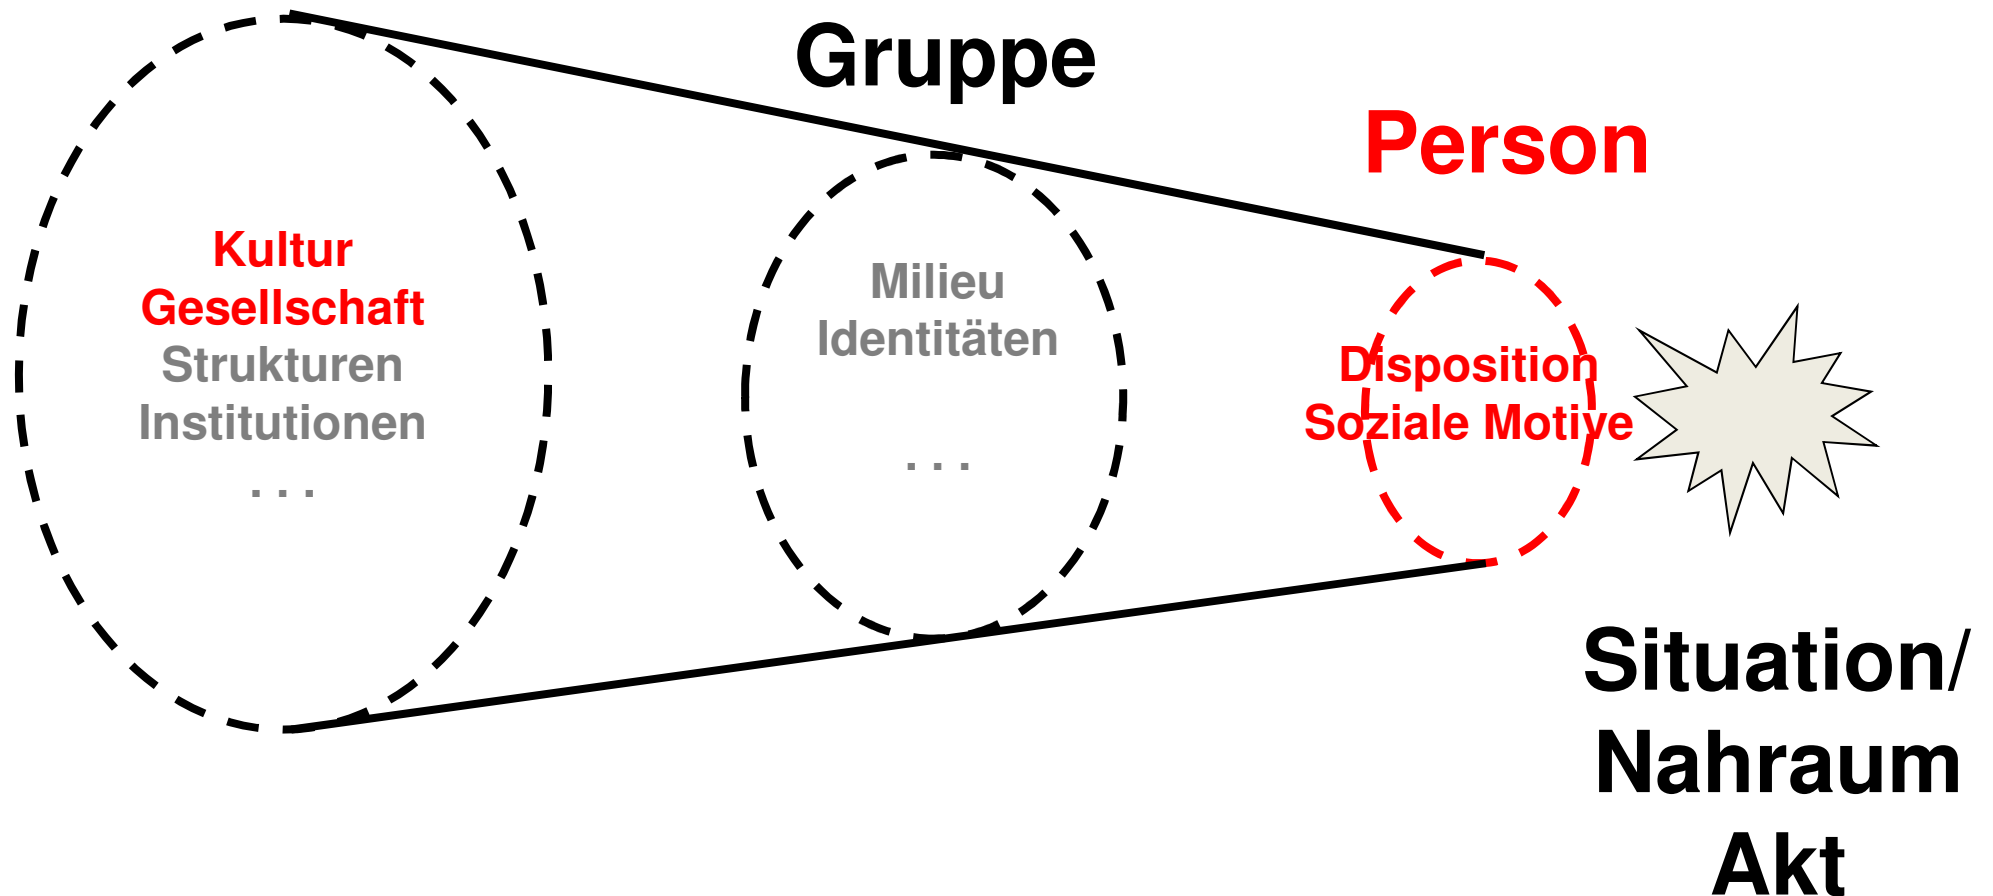 Gruppe
Person
Kultur
Gesellschaft
Strukturen
Institutionen
. . .
Milieu
Identitäten
. . .
Disposition
Soziale Motive
Situation/
Nahraum
Akt